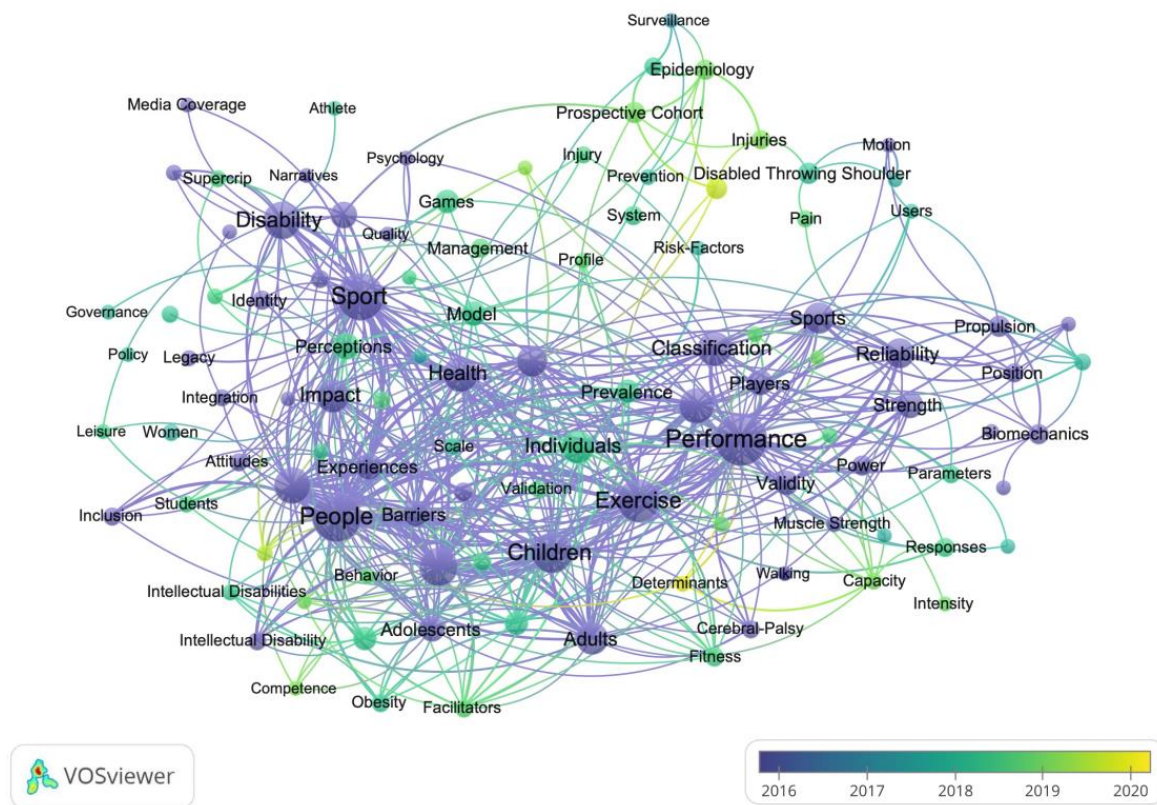 Surveillance
Epidemiology
Media Coverage
Athlete
Prospective Cohort
Injuries
Motion
Psychology
Injury
Supercrip
Narratives
Prevention
Disabled Throwing Shoulder
Games
Disability
System
Pain
Users
Quality
Management
Risk-Factors
Profile
Identity
Sport
Governance
Model
Sports
Propulsion
Perceptions
Classification
Reliability
Policy
Legacy
Health
Position
Players
Impact
Prevalence
Integration
Strength
Leisure
Women
Scale
Individuals
Performance
Biomechanics
Attitudes
Experiences
Power
Parameters
Validation
Validity
Students
Exercise
Inclusion
People
Barriers
Muscle Strength
Responses
Children
Behavior
Determinants
Walking
Capacity
Intellectual Disabilities
Intensity
Adolescents
Cerebral-Palsy
Intellectual Disability
Adults
Fitness
Competence
Obesity
Facilitators
VOSviewer
2016 2017 2018 2019 2020